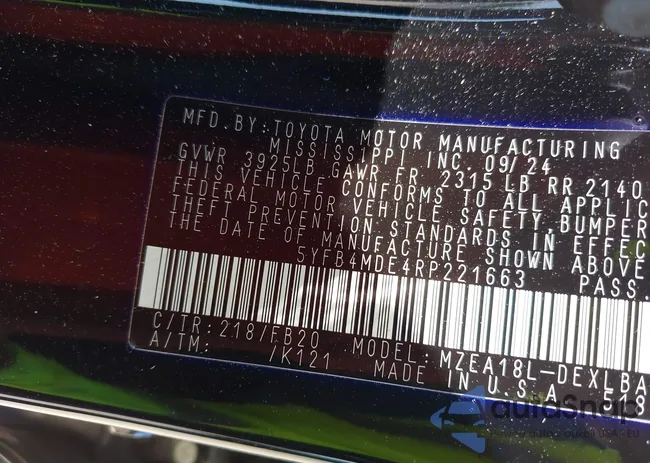 MFD. BY: TOYOTA MOTOR MANUFACTURING
MISSISSIPPI INC. 09/24
GVWR 3925LB GAWR FR 2315 LB RR 2140
THIS VEHICLE CONFORMS TO ALL APPLIC
FEDERAL MOTOR VEHICLE SAFETY,BUMPER
THEFT PREVENTION STANDARDS IN EFFEC
THE DATE OF MANUFACTURE SHOWN ABOVE
5YFB4MDE4RP221663 PASS.
C/TR: 218/FB20 MODEL: MZEA18L-DEXLBA
A/TM: /K121 MADE IN U.S.A. 518
autoSnap